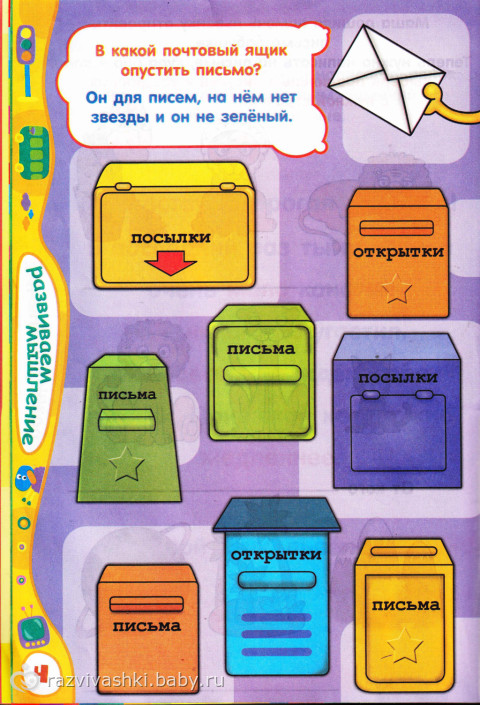 В какой почтовый ящик
опустить письмо?
Он для писем, на нём нет
звезды и он не зелёный.
ПОСЫЛКИ
ОТКРЫТКИ
ПИСЬМА
ПОСЫЛКИ
ПИСЬМА
ОТКРЫТКИ
ПИСЬМА
ПИСЬМА
развиваем
мышление
4
razvivashki.baby.ru